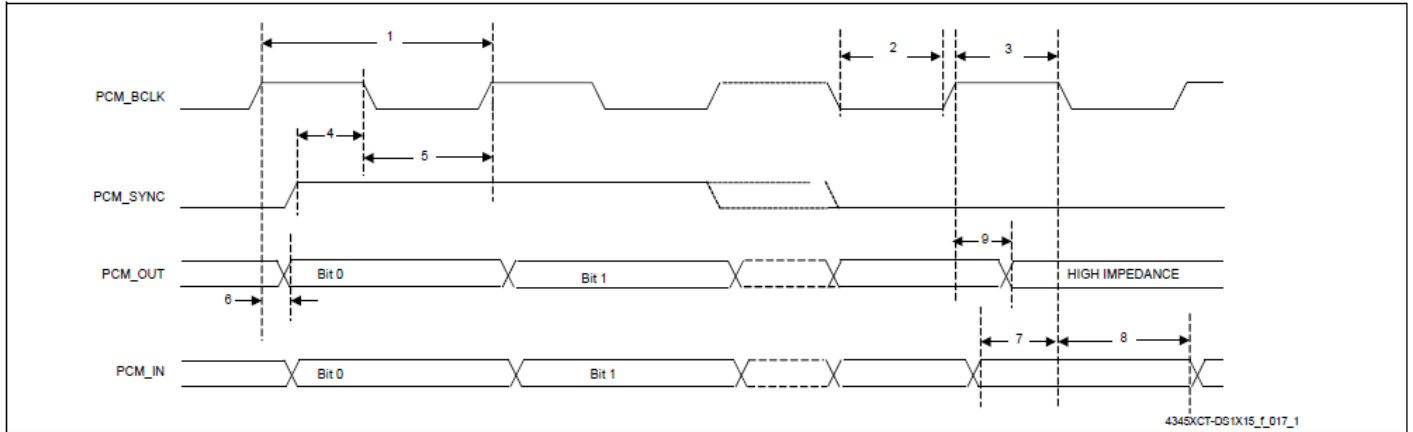 1
2
3
PCM_BCLK
4
5
PCM_SYNC
9
PCM_OUT
Bit 0
Bit 1
HIGH IMPEDANCE
6
7
8
PCM_IN
Bit 0
Bit 1
4345XCT-DS1X15_f_017_1